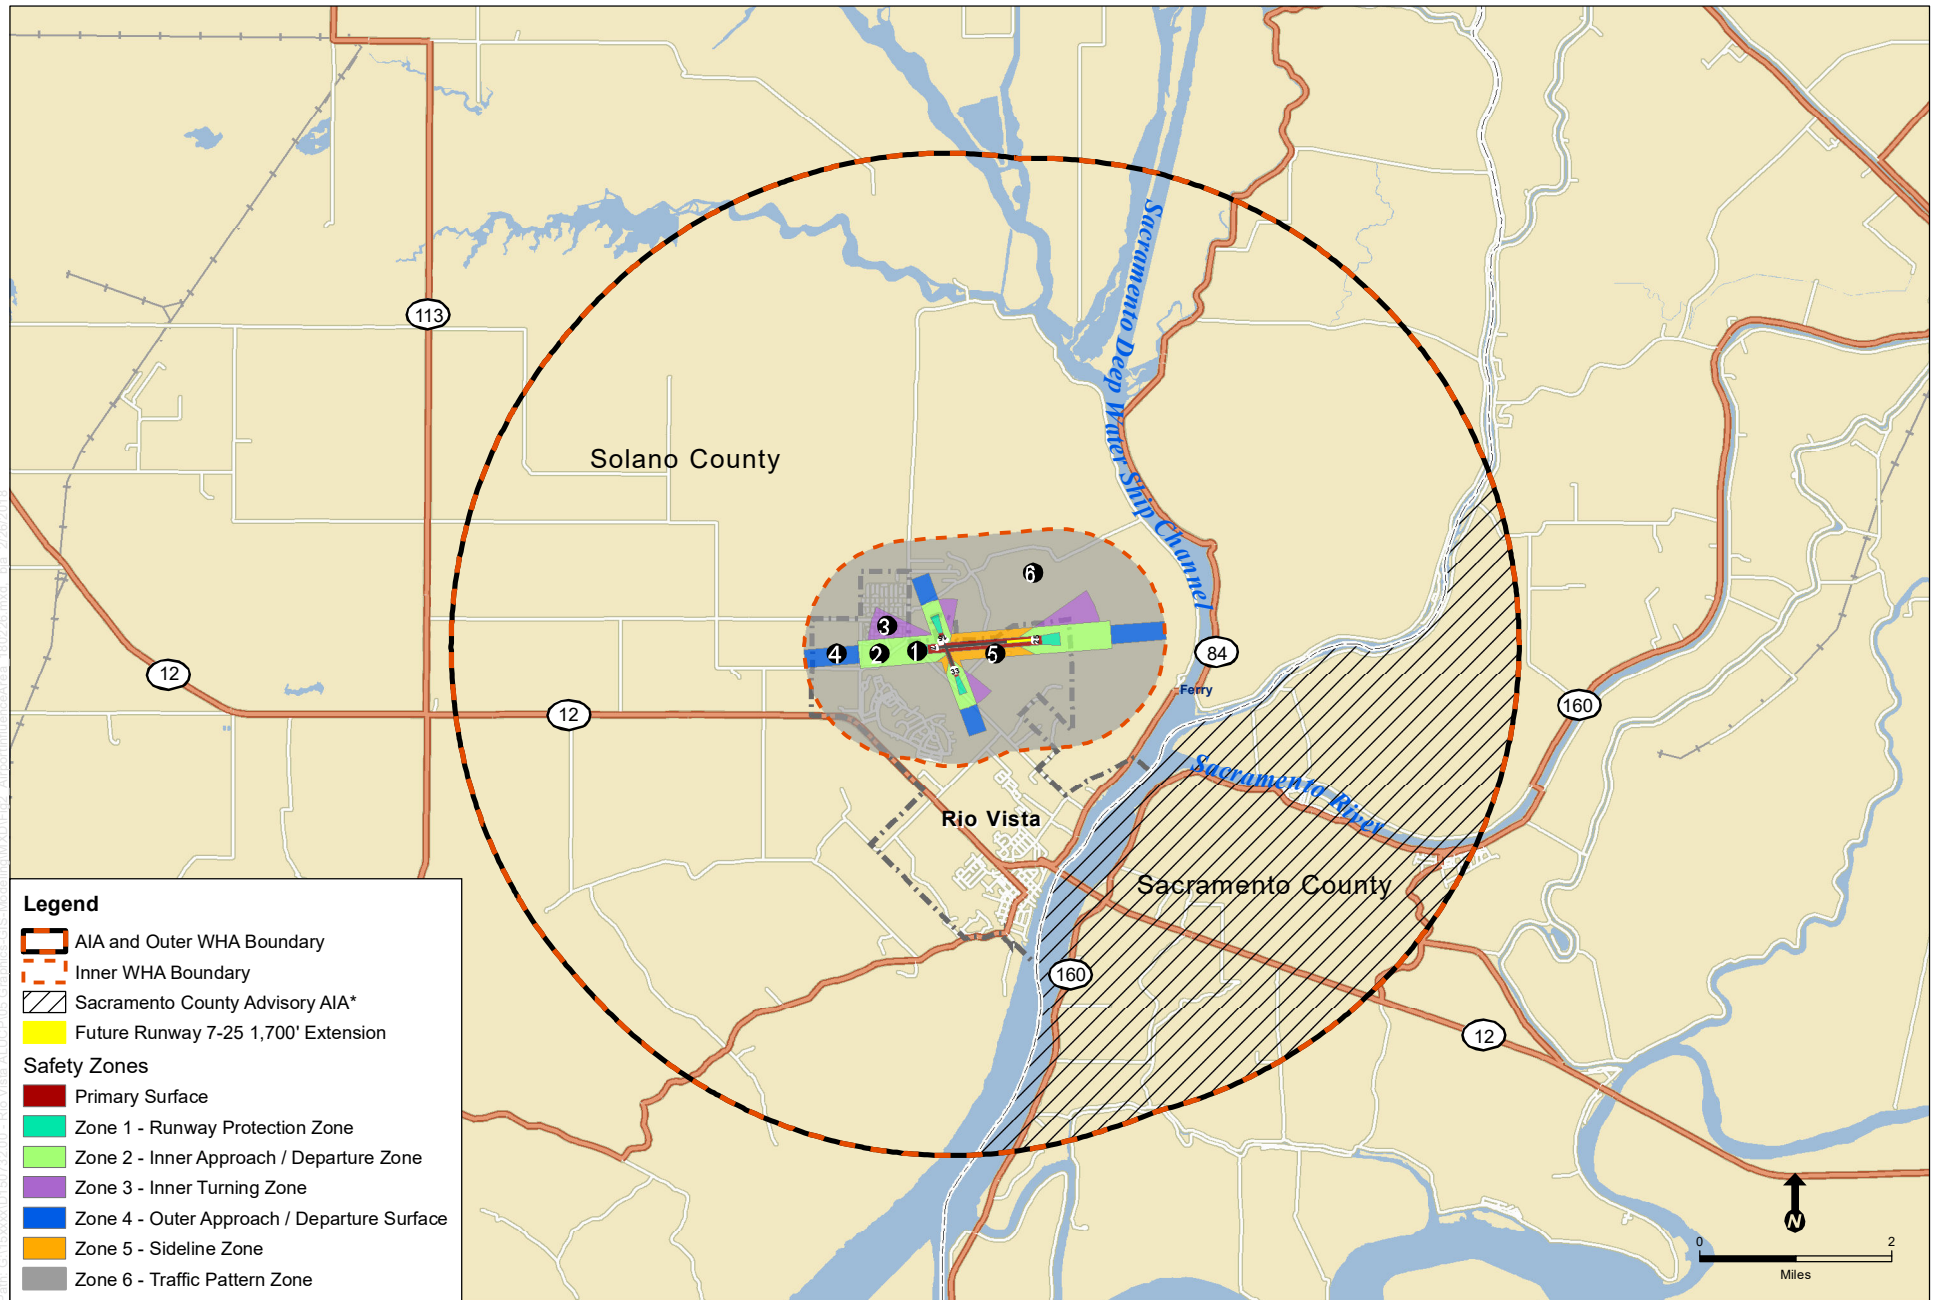 Sacramento Deep Water Ship Channel
113
Solano County
6
3
4
2
1
5
25
33
84
Ferry
12
12
160
Sacramento River
Rio Vista
Sacramento County
160
12
Legend
AIA and Outer WHA Boundary
Inner WHA Boundary
Sacramento County Advisory AIA*
Future Runway 7-25 1,700' Extension
Safety Zones
Primary Surface
Zone 1 - Runway Protection Zone
Zone 2 - Inner Approach / Departure Zone
Zone 3 - Inner Turning Zone
Zone 4 - Outer Approach / Departure Surface
Zone 5 - Sideline Zone
Zone 6 - Traffic Pattern Zone
N
0 2
Miles